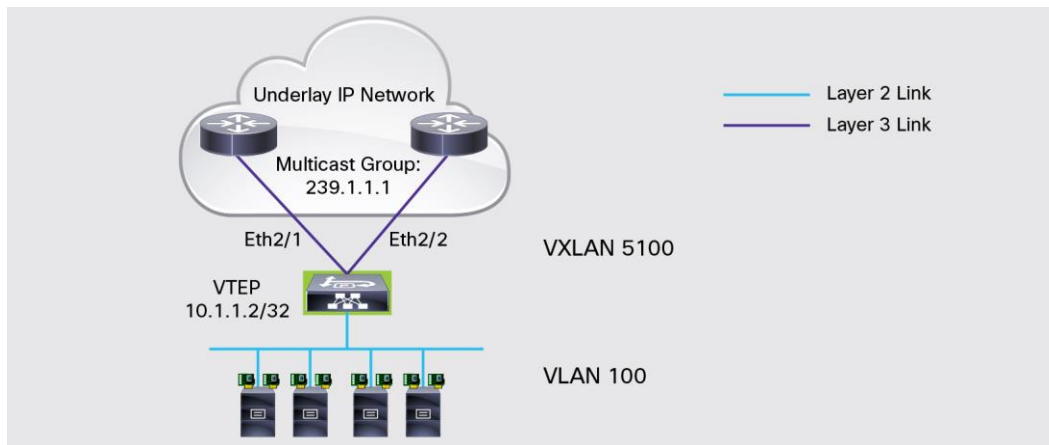 Underlay IP Network
Multicast Group:
239.1.1.1
Layer 2 Link
Layer 3 Link
Eth2/1
Eth2/2
VXLAN 5100
VTEP
10.1.1.2/32
VLAN 100